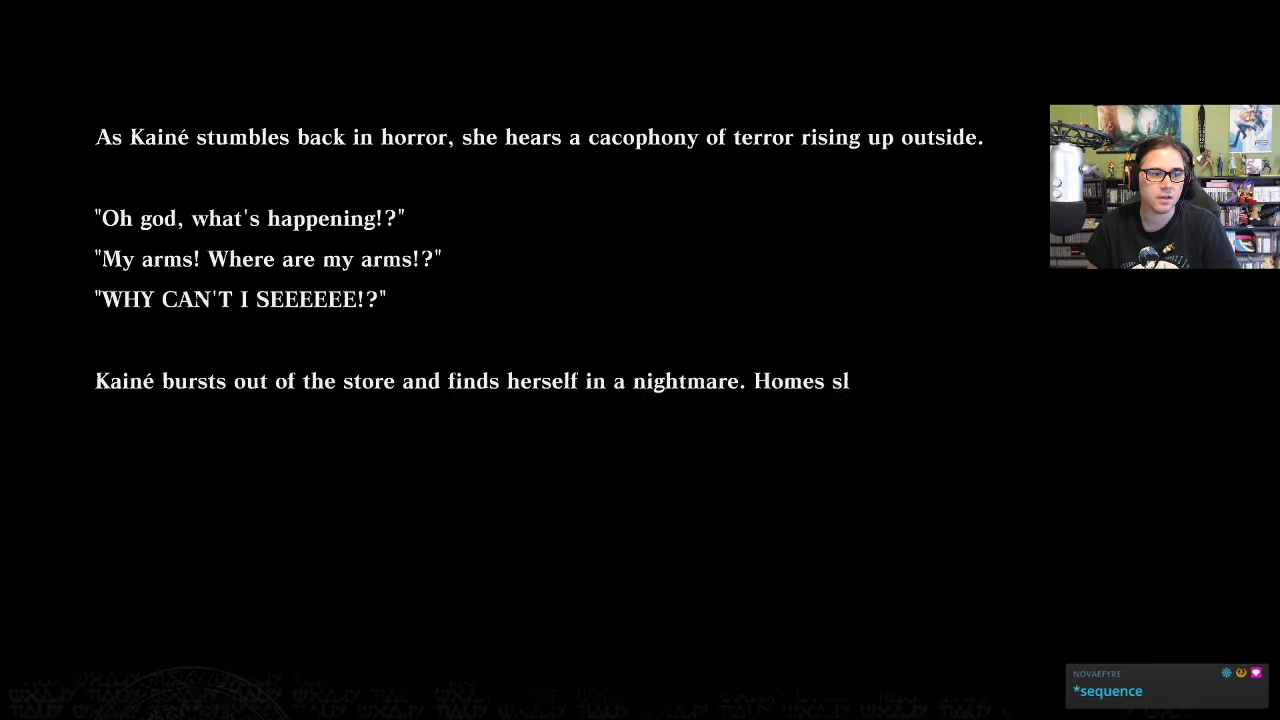 As Kainé stumbles back in horror, she hears a cacophony of terror rising up outside.
"Oh god, what's happening!?"
"My arms! Where are my arms!?"
"WHY CAN'T I SEEEEEE!?"
Kainé bursts out of the store and finds herself in a nightmare. Homes sl
NOVAEFYRE
*sequence